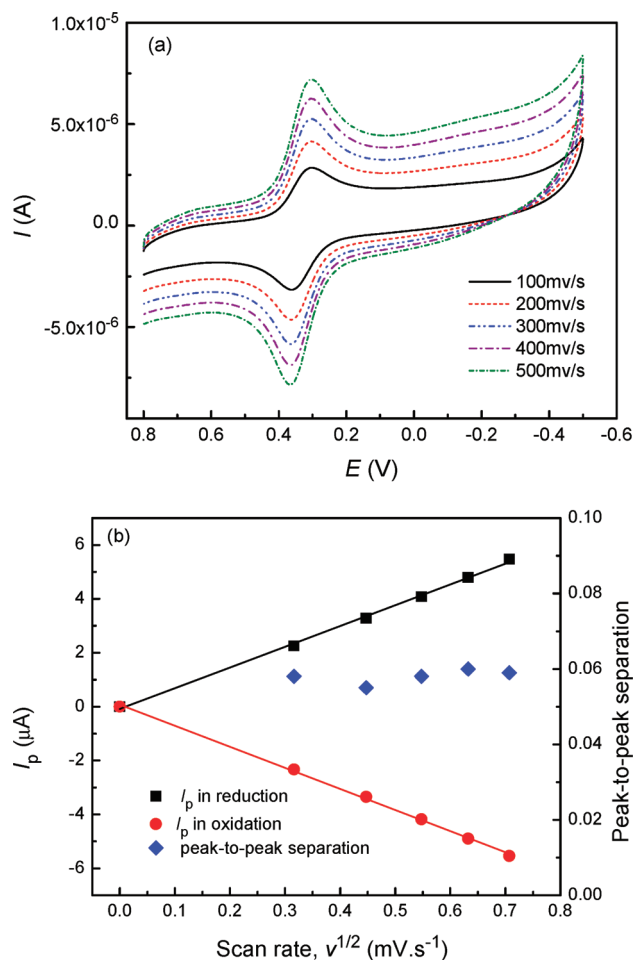 (a)
1.0x10⁻⁵
5.0x10⁻⁶
0.0
-5.0x10⁻⁶
I (A)
100mv/s
200mv/s
300mv/s
400mv/s
500mv/s
0.8 0.6 0.4 0.2 0.0 -0.2 -0.4 -0.6
E (V)
(b)
6
4
2
0
-2
-4
-6
Iₚ (μA)
0.10
0.08
0.06
0.04
0.02
0.00
Peak-to-peak separation
Iₚ in reduction
Iₚ in oxidation
peak-to-peak separation
0.0 0.1 0.2 0.3 0.4 0.5 0.6 0.7 0.8
Scan rate, v¹ᐟ² (mV.s⁻¹)